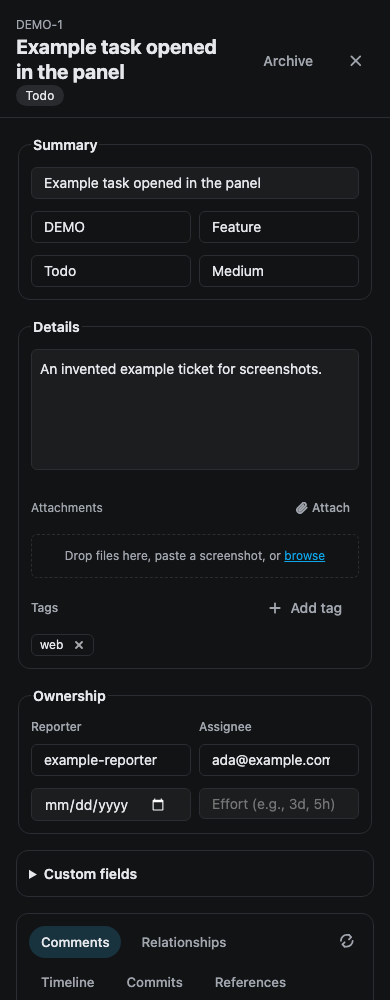 DEMO-1
Example task opened
in the panel
Archive
Todo
Summary
Example task opened in the panel
DEMO
Feature
Todo
Medium
Details
An invented example ticket for screenshots.
Attachments
Attach
Drop files here, paste a screenshot, or browse
Tags
Add tag
web
Ownership
Reporter
Assignee
example-reporter
ada@example.com
mm/dd/yyyy
Effort (e.g., 3d, 5h)
Custom fields
Comments
Relationships
Timeline
Commits
References